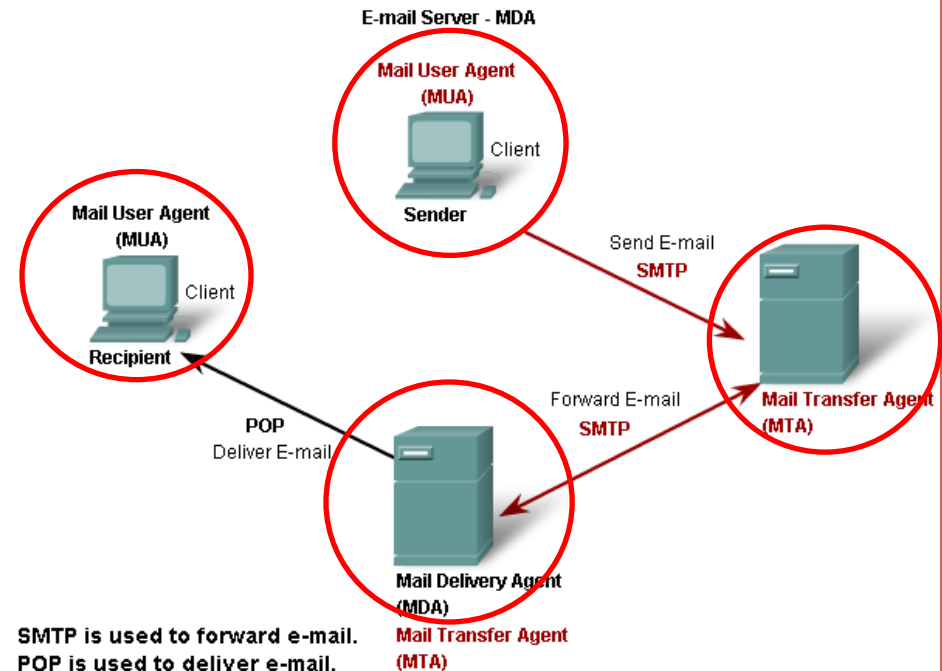 E-mail Server - MDA
Mail User Agent
(MUA)
Client
Sender
Mail User Agent
(MUA)
Client
Recipient
Send E-mail
SMTP
Mail Transfer Agent
(MTA)
Forward E-mail
SMTP
POP
Deliver E-mail
Mail Delivery Agent
(MDA)
Mail Transfer Agent
(MTA)
SMTP is used to forward e-mail.
POP is used to deliver e-mail.